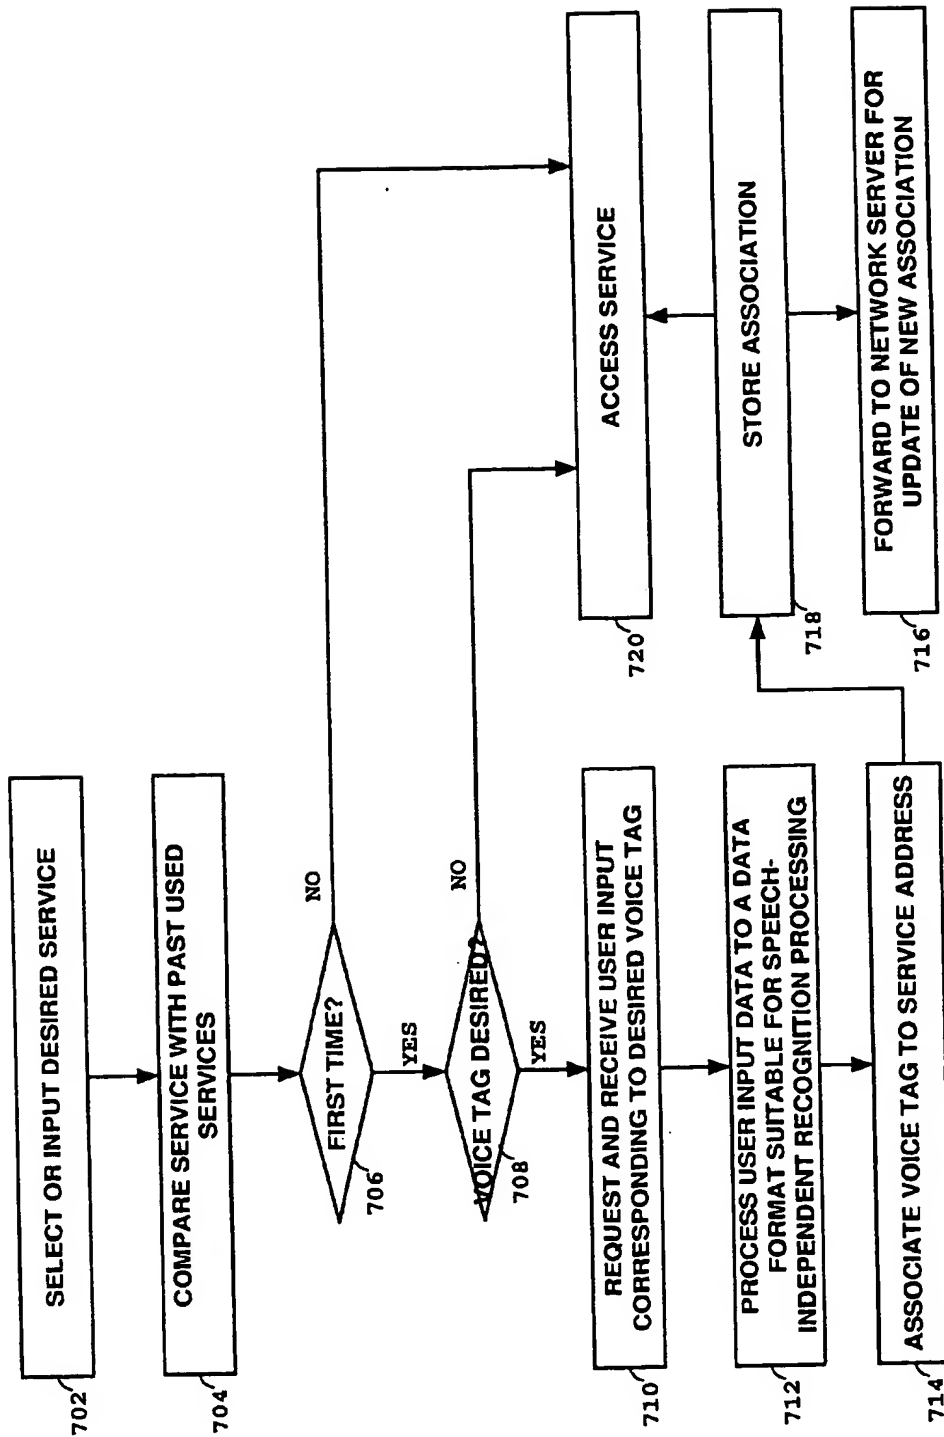 SELECT OR INPUT DESIRED SERVICE
702
COMPARE SERVICE WITH PAST USED
SERVICES
704
FIRST TIME?
706
NO
YES
VOICE TAG DESIRED?
708
NO
YES
REQUEST AND RECEIVE USER INPUT
CORRESPONDING TO DESIRED VOICE TAG
710
PROCESS USER INPUT DATA TO A DATA
FORMAT SUITABLE FOR SPEECH-
INDEPENDENT RECOGNITION PROCESSING
712
ASSOCIATE VOICE TAG TO SERVICE ADDRESS
714
ACCESS SERVICE
720
STORE ASSOCIATION
718
FORWARD TO NETWORK SERVER FOR
UPDATE OF NEW ASSOCIATION
716